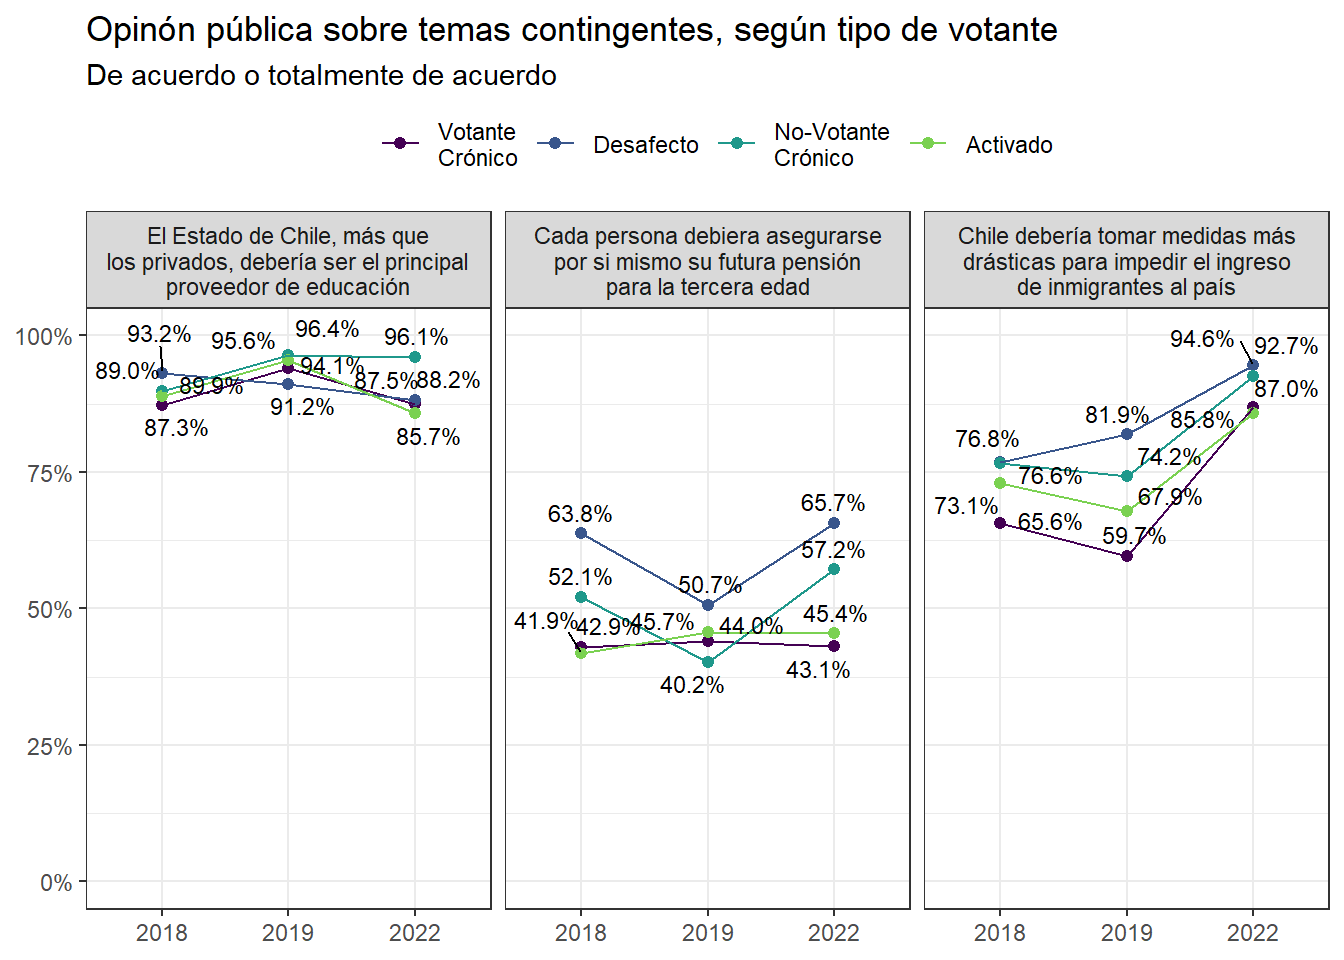 Opinón pública sobre temas contingentes, según tipo de votante
De acuerdo o totalmente de acuerdo
Votante
Crónico
Desafecto
No-Votante
Crónico
Activado
El Estado de Chile, más que
los privados, debería ser el principal
proveedor de educación
Cada persona debiera asegurarse
por si mismo su futura pensión
para la tercera edad
Chile debería tomar medidas más
drásticas para impedir el ingreso
de inmigrantes al país
100%
75%
50%
25%
0%
93.2%
95.6%
96.4%
96.1%
89.0%
89.9%
94.1%
87.5%
88.2%
87.3%
91.2%
85.7%
63.8%
65.7%
52.1%
50.7%
57.2%
41.9%
42.9%
45.7%
44.0%
45.4%
40.2%
43.1%
94.6%
92.7%
87.0%
76.8%
81.9%
85.8%
76.6%
74.2%
73.1%
65.6%
67.9%
59.7%
2018
2019
2022
2018
2019
2022
2018
2019
2022